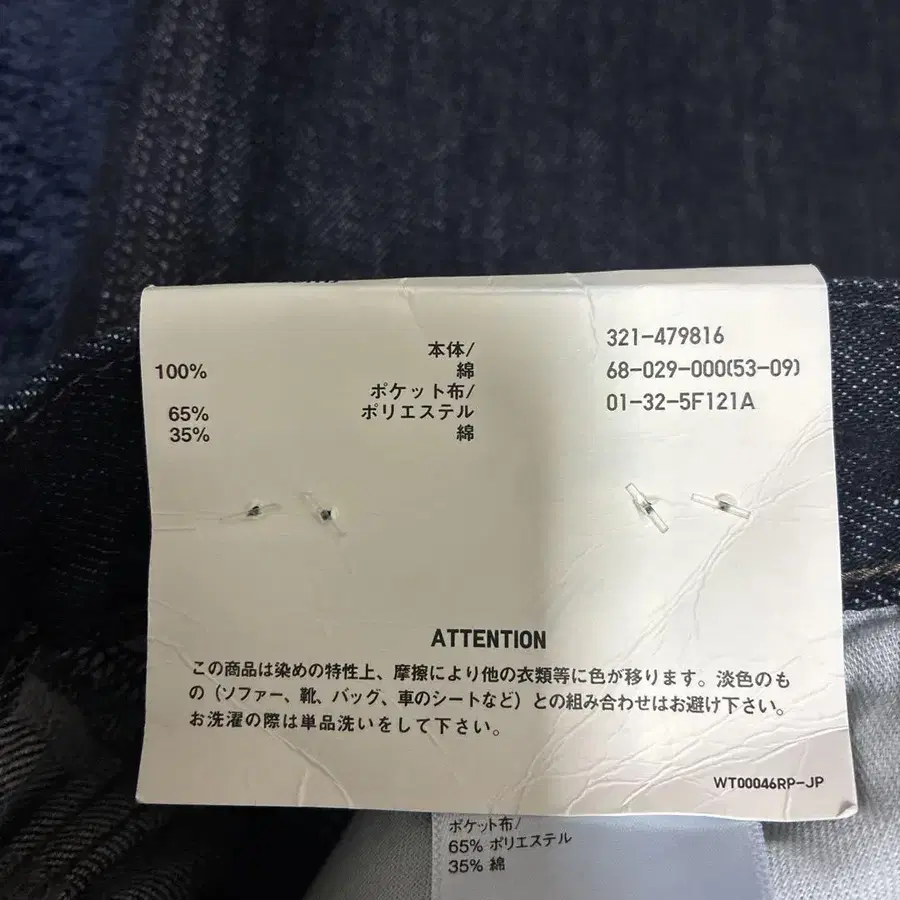 本体/
100% 綿
ポケット布/
65% ポリエステル
35% 綿
321-479816
68-029-000(53-09)
01-32-5F121A
ATTENTION
この商品は染めの特性上、摩擦により他の衣類等に色が移ります。淡色のも
の（ソファー、靴、バッグ、車のシートなど）との組み合わせはお避け下さい。
お洗濯の際は単品洗いをして下さい。
WT00046RP-JP
ポケット布/
65% ポリエステル
35% 綿